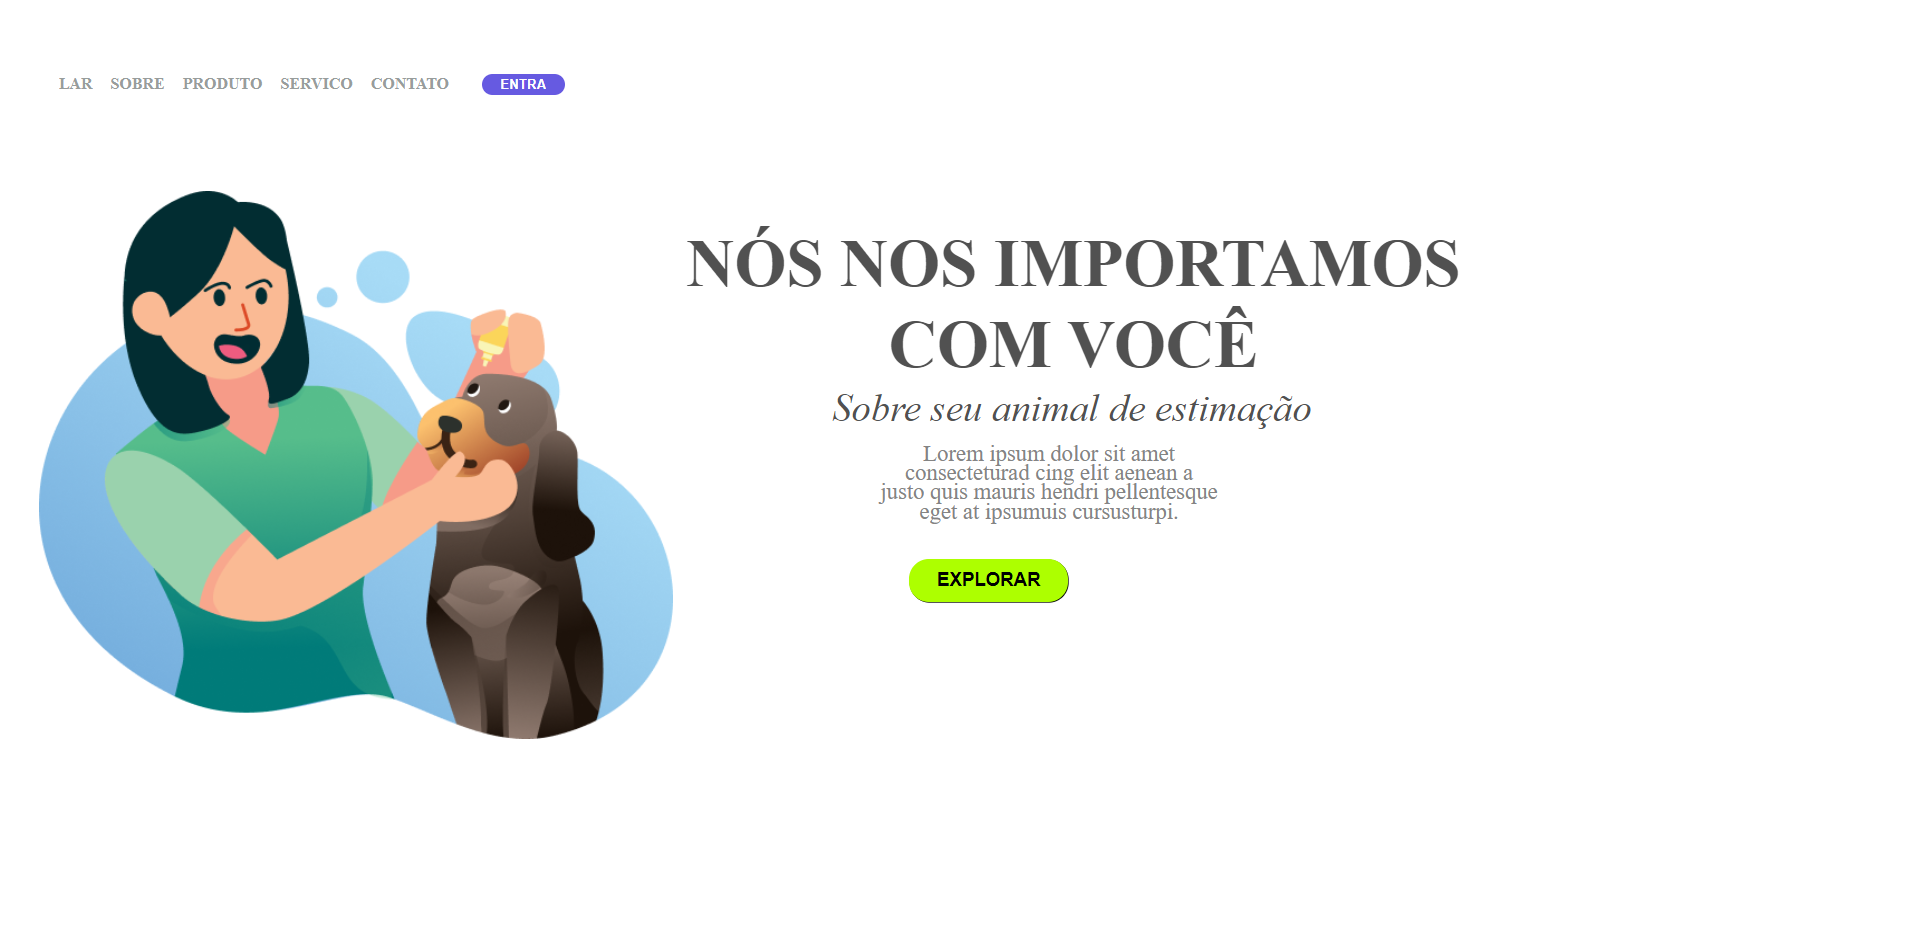 LAR SOBRE PRODUTO SERVICO CONTATO ENTRA
NÓS NOS IMPORTAMOS
COM VOCÊ
Sobre seu animal de estimação
Lorem ipsum dolor sit amet
consecteturad cing elit aenean a
justo quis mauris hendri pellentesque
eget at ipsumuis cursusturpi.
EXPLORAR